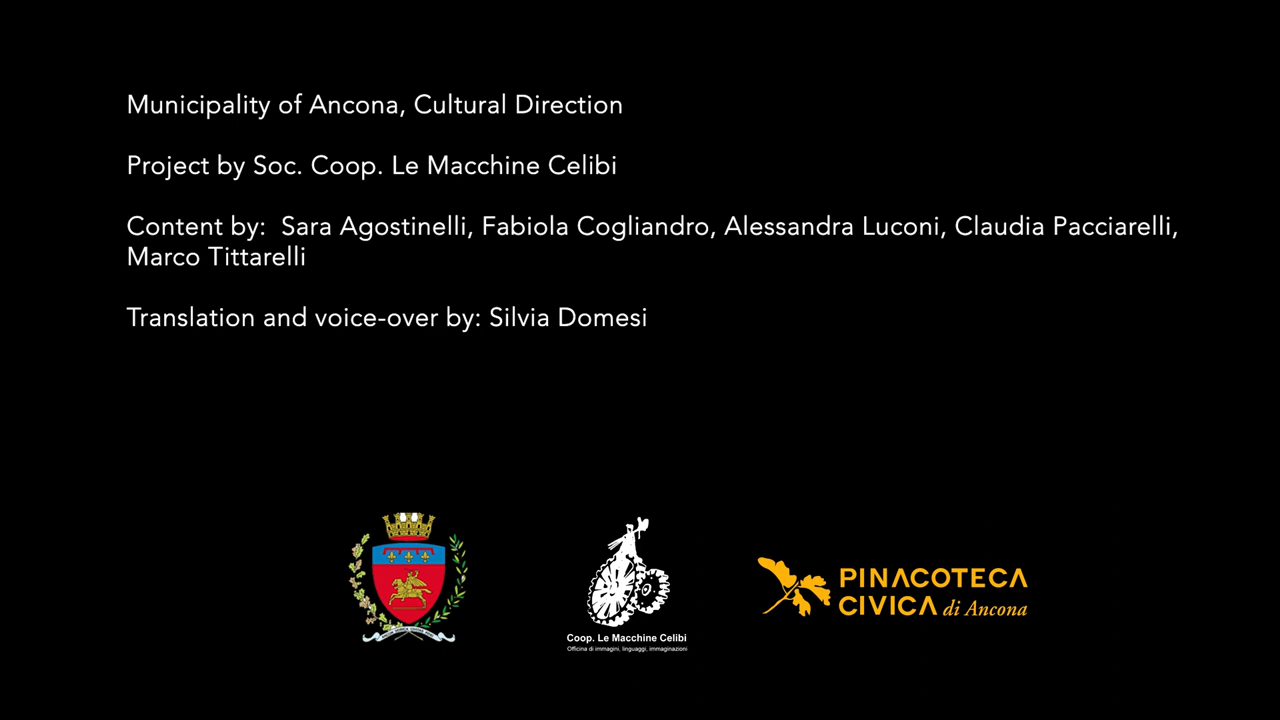 Municipality of Ancona, Cultural Direction
Project by Soc. Coop. Le Macchine Celibi
Content by:  Sara Agostinelli, Fabiola Cogliandro, Alessandra Luconi, Claudia Pacciarelli,
Marco Tittarelli
Translation and voice-over by: Silvia Domesi
Coop. Le Macchine Celibi
Officina di immagini, linguaggi, immaginazioni
PINACOTECA
CIVICA di Ancona